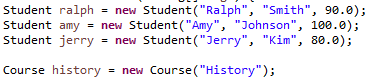 Student ralph = new Student("Ralph", "Smith", 90.0);
Student amy = new Student("Amy", "Johnson", 100.0);
Student jerry = new Student("Jerry", "Kim", 80.0);
Course history = new Course("History");